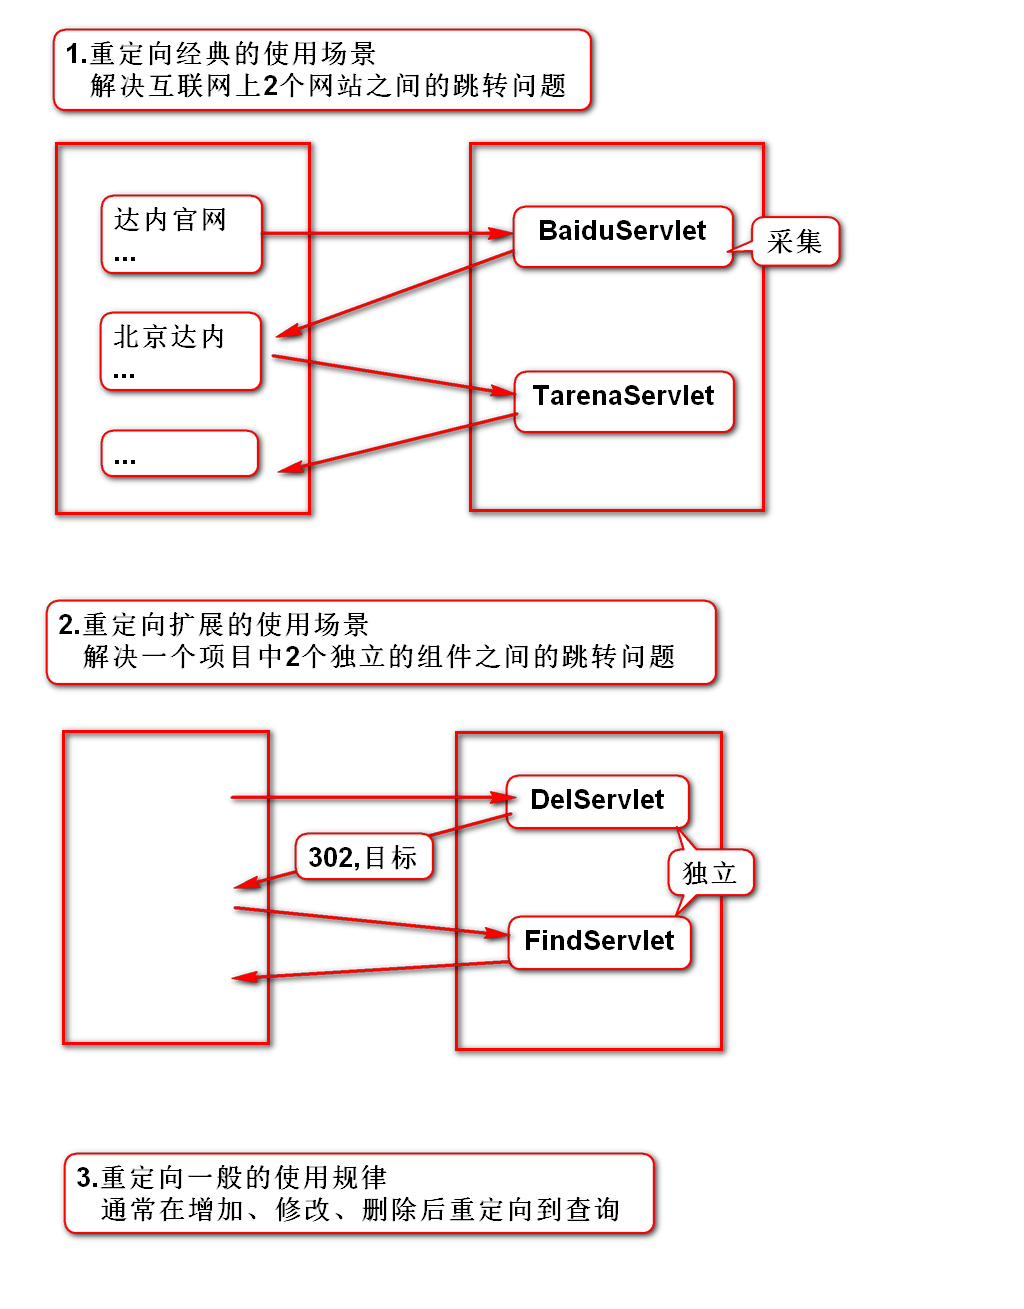 1.重定向经典的使用场景
解决互联网上2个网站之间的跳转问题
达内官网
...
BaiduServlet
采集
北京达内
...
TarenaServlet
...
2.重定向扩展的使用场景
解决一个项目中2个独立的组件之间的跳转问题
DelServlet
302,目标
独立
FindServlet
3.重定向一般的使用规律
通常在增加、修改、删除后重定向到查询